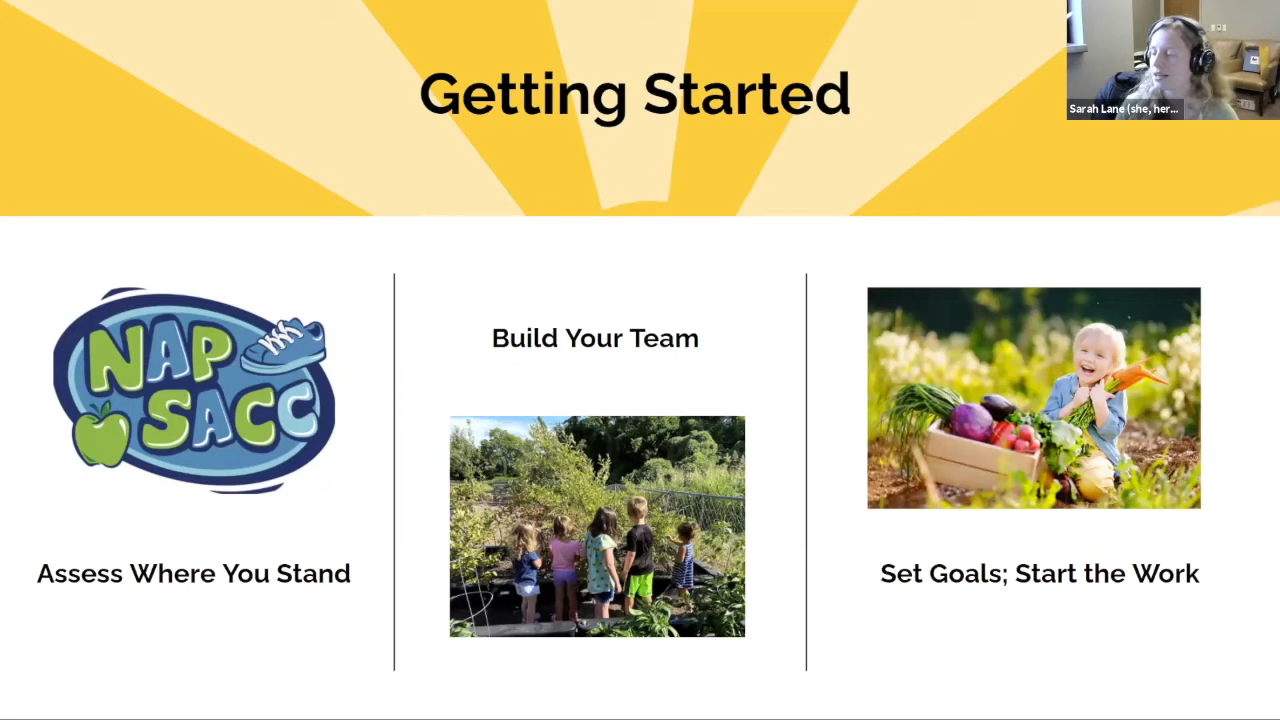 Getting Started
Sarah Lane (she, her...
NAP
SACC
Build Your Team
Assess Where You Stand
Set Goals; Start the Work